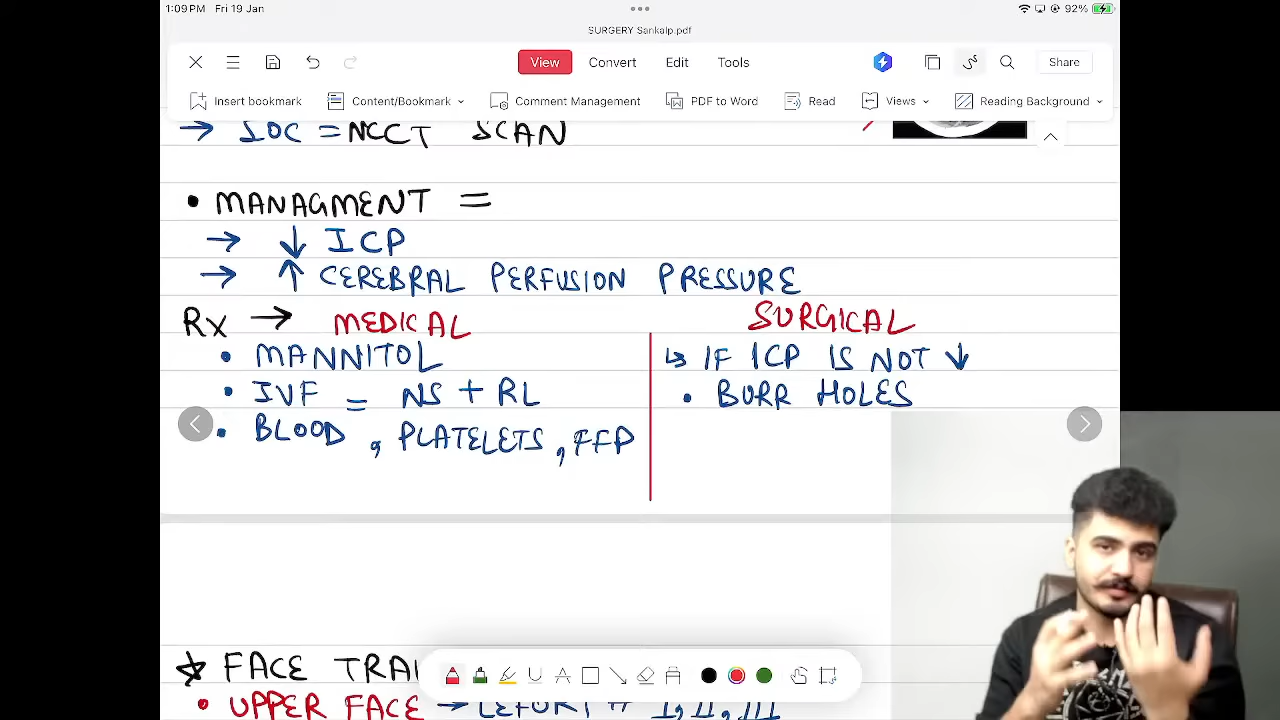 1:09 PM Fri 19 Jan
92%
SURGERY Sankalp.pdf
View Convert Edit Tools Share
Insert bookmark Content/Bookmark Comment Management PDF to Word Read Views Reading Background
→ IOC = NCCT SCAN
• MANAGMENT =
→ ↓ ICP
→ ↑ CEREBRAL PERFUSION PRESSURE
Rx → MEDICAL
• MANNITOL
• IVF = NS + RL
• BLOOD, PLATELETS, FFP
SURGICAL
↳ IF ICP IS NOT ↓
• BURR HOLES
☆ FACE
• UPPER FACE → LEFORT # I, II, III